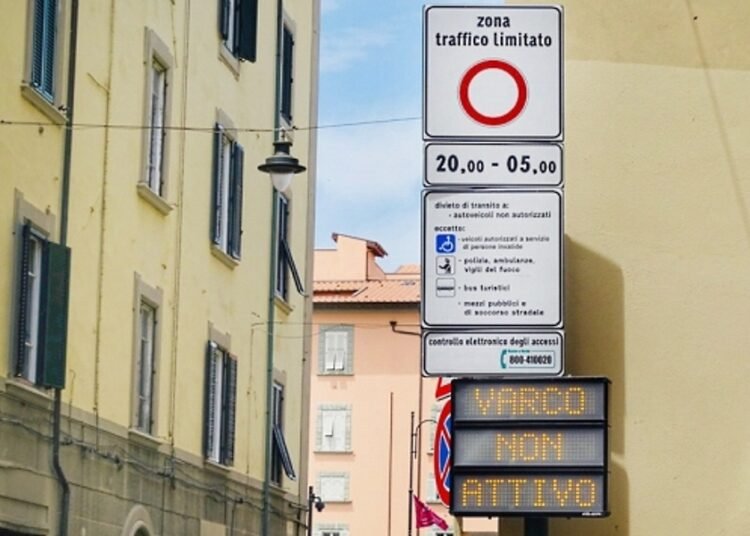 zona
traffico limitato
20,00 - 05,00
divieto di transito a:
- autoveicoli non autorizzati
eccetto:
- veicoli autorizzati a servizio
di persone invalide
- polizia, ambulanze,
vigili del fuoco
- bus turistici
- mezzi pubblici e
di soccorso stradale
controllo elettronico degli accessi
800-410020
VARCO
NON
ATTIVO